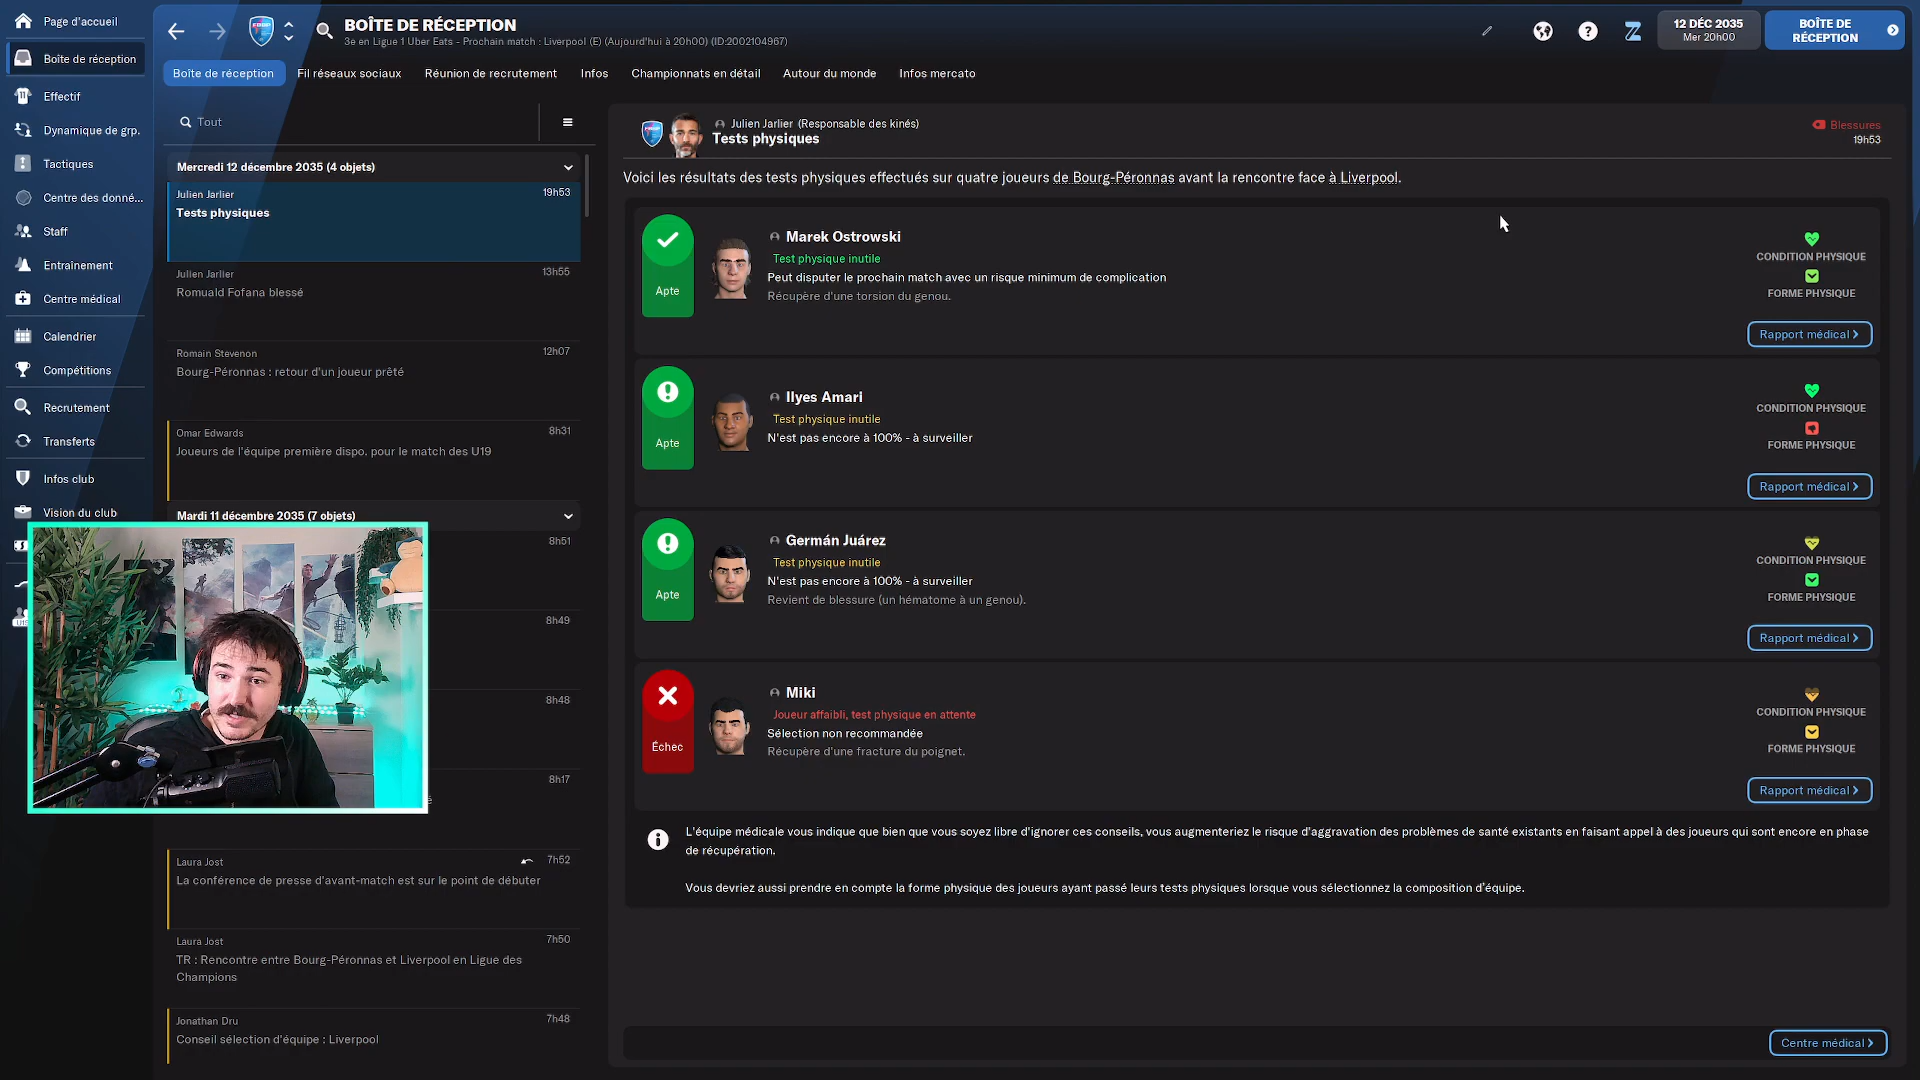 Page d'accueil
Boîte de réception
Effectif
Dynamique de grp.
Tactiques
Centre des donné...
Staff
Entraînement
Centre médical
Calendrier
Compétitions
Recrutement
Transferts
Infos club
Vision du club
BOÎTE DE RÉCEPTION
3e en Ligue 1 Uber Eats - Prochain match : Liverpool (E) (Aujourd'hui à 20h00) (ID:2002104967)
12 DÉC 2035
Mer 20h00
BOÎTE DE
RÉCEPTION
Boîte de réception
Fil réseaux sociaux
Réunion de recrutement
Infos
Championnats en détail
Autour du monde
Infos mercato
Tout
Mercredi 12 décembre 2035 (4 objets)
Julien Jarlier 19h53
Tests physiques
Julien Jarlier 13h55
Romuald Fofana blessé
Romain Stevenon 12h07
Bourg-Péronnas : retour d'un joueur prêté
Omar Edwards 8h31
Joueurs de l'équipe première dispo. pour le match des U19
Mardi 11 décembre 2035 (7 objets)
8h51
8h49
8h48
8h17
Laura Jost 7h52
La conférence de presse d'avant-match est sur le point de débuter
Laura Jost 7h50
TR : Rencontre entre Bourg-Péronnas et Liverpool en Ligue des
Champions
Jonathan Dru 7h48
Conseil sélection d'équipe : Liverpool
Julien Jarlier (Responsable des kinés)
Tests physiques
Blessures
19h53
Voici les résultats des tests physiques effectués sur quatre joueurs de Bourg-Péronnas avant la rencontre face à Liverpool.
Apte
Marek Ostrowski
Test physique inutile
Peut disputer le prochain match avec un risque minimum de complication
Récupère d'une torsion du genou.
CONDITION PHYSIQUE
FORME PHYSIQUE
Rapport médical
Apte
Ilyes Amari
Test physique inutile
N'est pas encore à 100% - à surveiller
CONDITION PHYSIQUE
FORME PHYSIQUE
Rapport médical
Apte
Germán Juárez
Test physique inutile
N'est pas encore à 100% - à surveiller
Revient de blessure (un hématome à un genou).
CONDITION PHYSIQUE
FORME PHYSIQUE
Rapport médical
Échec
Miki
Joueur affaibli, test physique en attente
Sélection non recommandée
Récupère d'une fracture du poignet.
CONDITION PHYSIQUE
FORME PHYSIQUE
Rapport médical
L'équipe médicale vous indique que bien que vous soyez libre d'ignorer ces conseils, vous augmenteriez le risque d'aggravation des problèmes de santé existants en faisant appel à des joueurs qui sont encore en phase
de récupération.
Vous devriez aussi prendre en compte la forme physique des joueurs ayant passé leurs tests physiques lorsque vous sélectionnez la composition d'équipe.
Centre médical